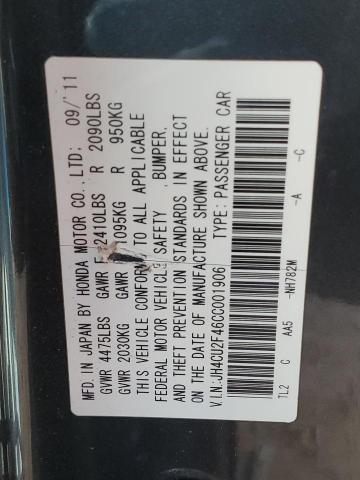 MFD. IN JAPAN BY HONDA MOTOR CO., LTD: 09/'11
GVWR 4475LBS GAWR F 2410LBS R 2090LBS
GVWR 2030KG GAWR 1095KG R 950KG
THIS VEHICLE CONFORMS TO ALL APPLICABLE
FEDERAL MOTOR VEHICLE SAFETY, BUMPER,
AND THEFT PREVENTION STANDARDS IN EFFECT
ON THE DATE OF MANUFACTURE SHOWN ABOVE.
V.I.N:JH4CU2F46CC001906 TYPE: PASSENGER CAR
TL2 C AA5 -NH782M -A -C